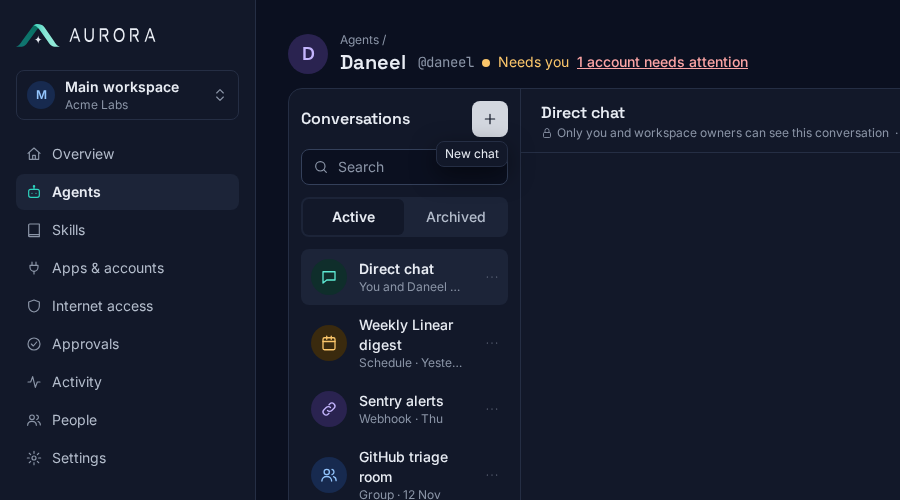 AURORA
M
Main workspace
Acme Labs
Overview
Agents
Skills
Apps & accounts
Internet access
Approvals
Activity
People
Settings
D
Agents /
Daneel @daneel Needs you 1 account needs attention
Conversations
New chat
Search
Active Archived
Direct chat
You and Daneel ...
Weekly Linear
digest
Schedule · Yeste...
Sentry alerts
Webhook · Thu
GitHub triage
room
Group · 12 Nov
Direct chat
Only you and workspace owners can see this conversation ·